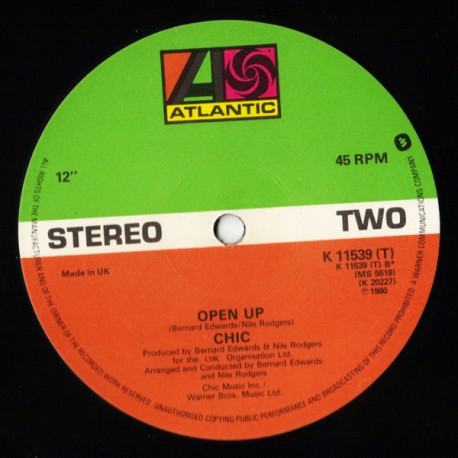 ATLANTIC
12"
45 RPM
STEREO
TWO
Made in UK
K 11539 (T)
K 11539 (T) B*
(MS 5518)
(K 20227)
℗ 1980
OPEN UP
(Bernard Edwards/Nile Rodgers)
CHIC
Produced by Bernard Edwards & Nile Rodgers
for the Organisation Ltd.
Arranged and Conducted by Bernard Edwards
and Nile Rodgers
Chic Music Inc./
Warner Bros. Music Ltd.
ALL RIGHTS OF THE MANUFACTURER AND OF THE OWNER OF THE RECORDED WORK RESERVED UNAUTHORISED COPYING PUBLIC PERFORMANCE AND BROADCASTING OF THIS RECORD PROHIBITED A WARNER COMMUNICATIONS COMPANY